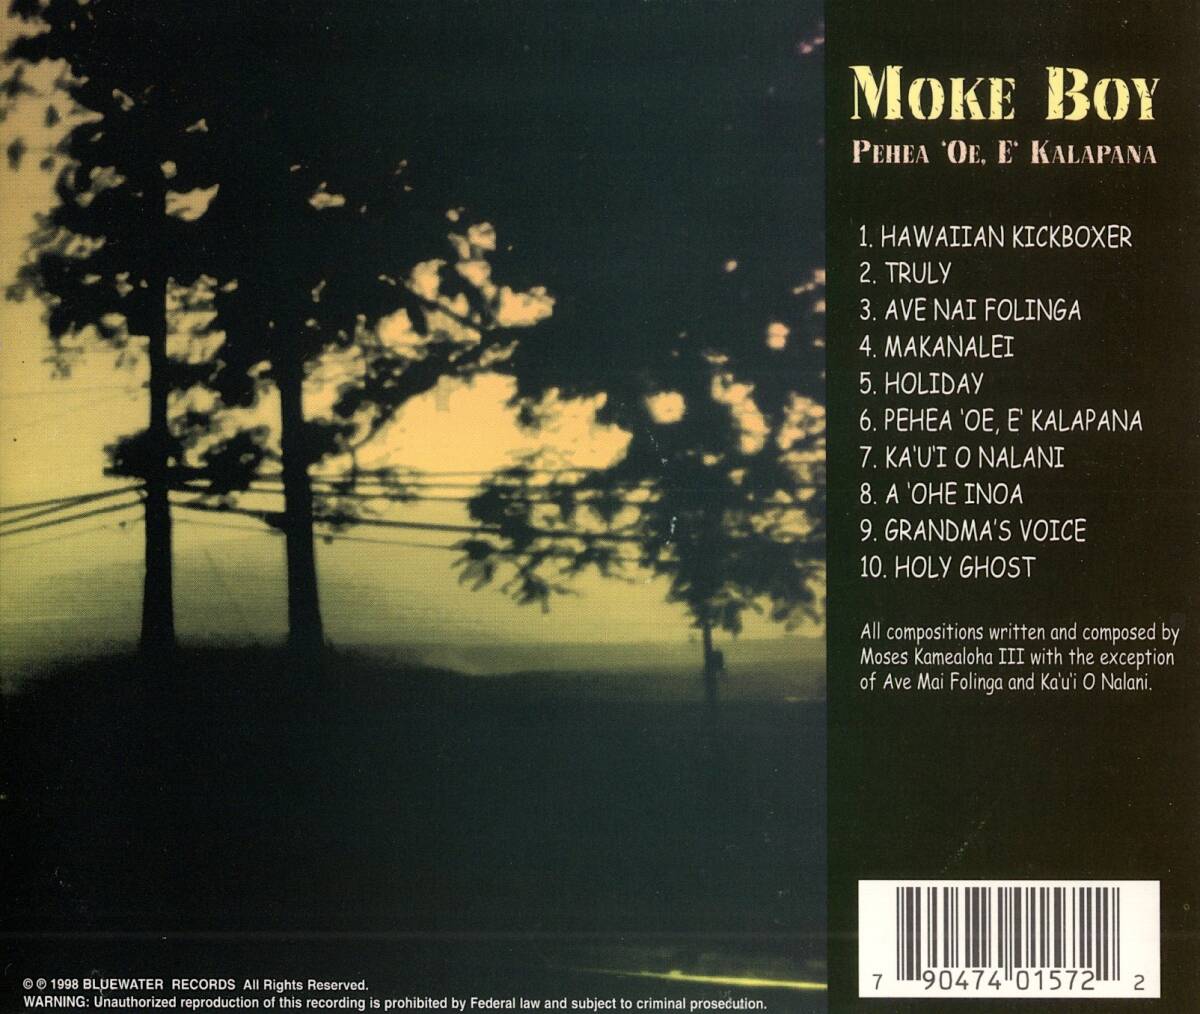 MOKE BOY
PEHEA 'OE, E' KALAPANA
1. HAWAIIAN KICKBOXER
2. TRULY
3. AVE NAI FOLINGA
4. MAKANALEI
5. HOLIDAY
6. PEHEA 'OE, E' KALAPANA
7. KA'U'I O NALANI
8. A 'OHE INOA
9. GRANDMA'S VOICE
10. HOLY GHOST
All compositions written and composed by
Moses Kamealoha III with the exception
of Ave Mai Folinga and Ka'u'i O Nalani.
7 90474 01572 2
© ℗ 1998 BLUEWATER RECORDS All Rights Reserved.
WARNING: Unauthorized reproduction of this recording is prohibited by Federal law and subject to criminal prosecution.